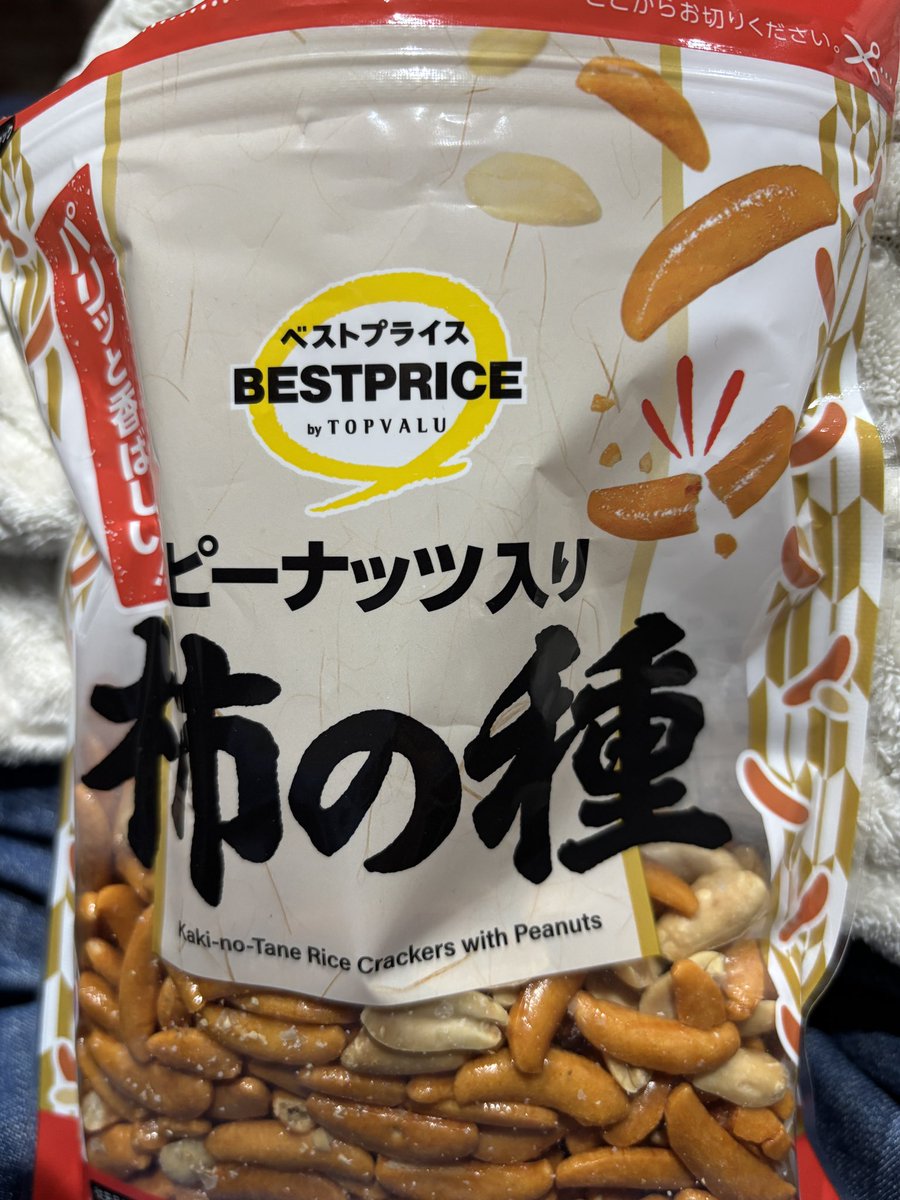 ここからお切りください。
パリッと香ばしい
ベストプライス
BESTPRICE
by TOPVALU
ピーナッツ入り
柿の種
Kaki-no-Tane Rice Crackers with Peanuts